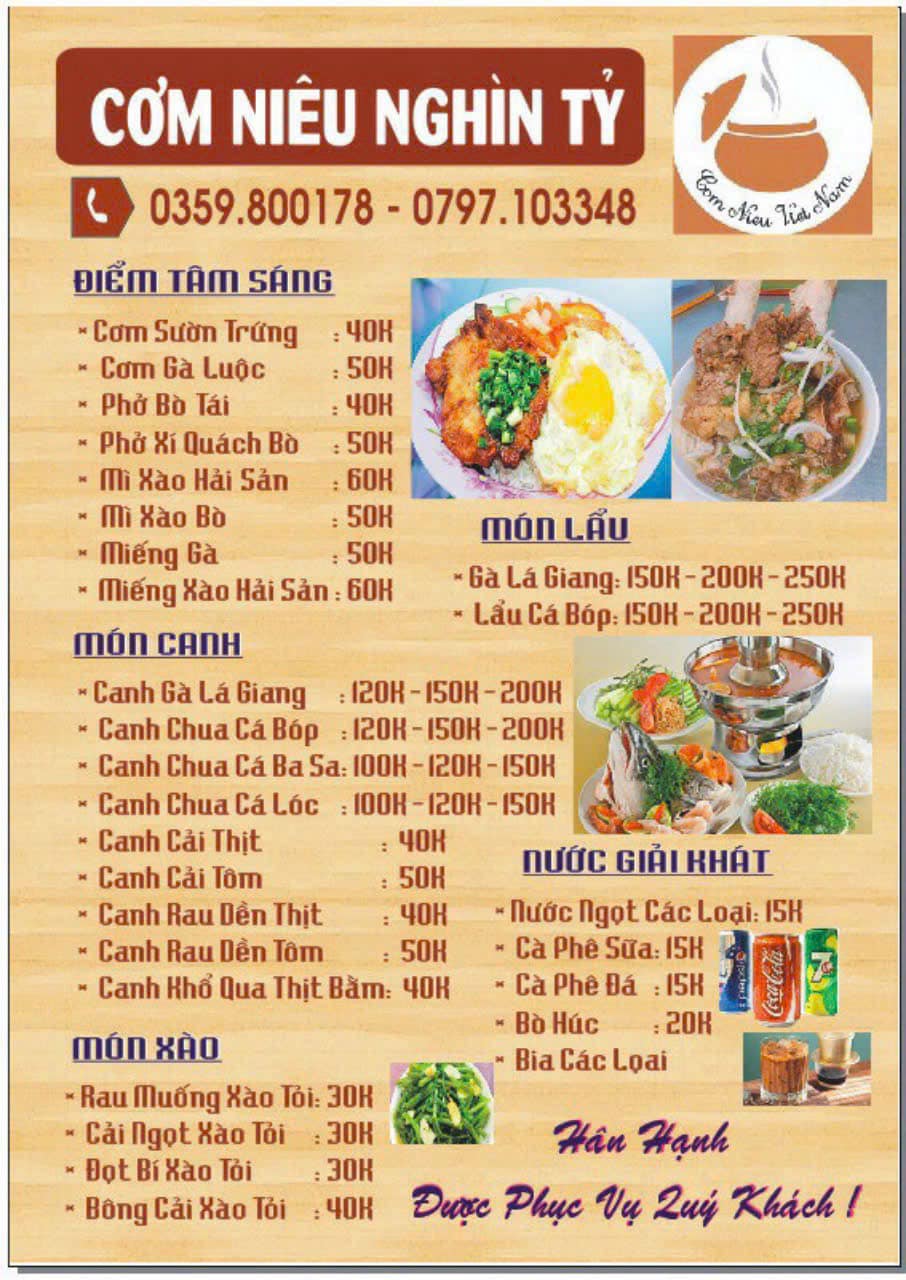 CƠM NIÊU NGHÌN TỶ
Cơm Niêu Việt Nam
0359.800178 - 0797.103348
ĐIỂM TÂM SÁNG
- Cơm Sườn Trứng : 40K
- Cơm Gà Luộc : 50K
- Phở Bò Tái : 40K
- Phở Xí Quách Bò : 50K
- Mì Xào Hải Sản : 60K
- Mì Xào Bò : 50K
- Miếng Gà : 50K
- Miếng Xào Hải Sản : 60K
MÓN LẨU
- Gà Lá Giang: 150K - 200K - 250K
- Lẩu Cá Bóp: 150K - 200K - 250K
MÓN CANH
- Canh Gà Lá Giang : 120K - 150K - 200K
- Canh Chua Cá Bóp : 120K - 150K - 200K
- Canh Chua Cá Ba Sa: 100K - 120K - 150K
- Canh Chua Cá Lóc : 100K - 120K - 150K
- Canh Cải Thịt : 40K
- Canh Cải Tôm : 50K
- Canh Rau Dền Thịt : 40K
- Canh Rau Dền Tôm : 50K
- Canh Khổ Qua Thịt Bằm: 40K
NƯỚC GIẢI KHÁT
- Nước Ngọt Các Loại: 15K
- Cà Phê Sữa: 15K
- Cà Phê Đá : 15K
- Bò Húc : 20K
- Bia Các Lọai
pepsi
Coca-Cola
7
MÓN XÀO
- Rau Muống Xào Tỏi: 30K
- Cải Ngọt Xào Tỏi : 30K
- Đọt Bí Xào Tỏi : 30K
- Bông Cải Xào Tỏi : 40K
Hân Hạnh
Được Phục Vụ Quý Khách !